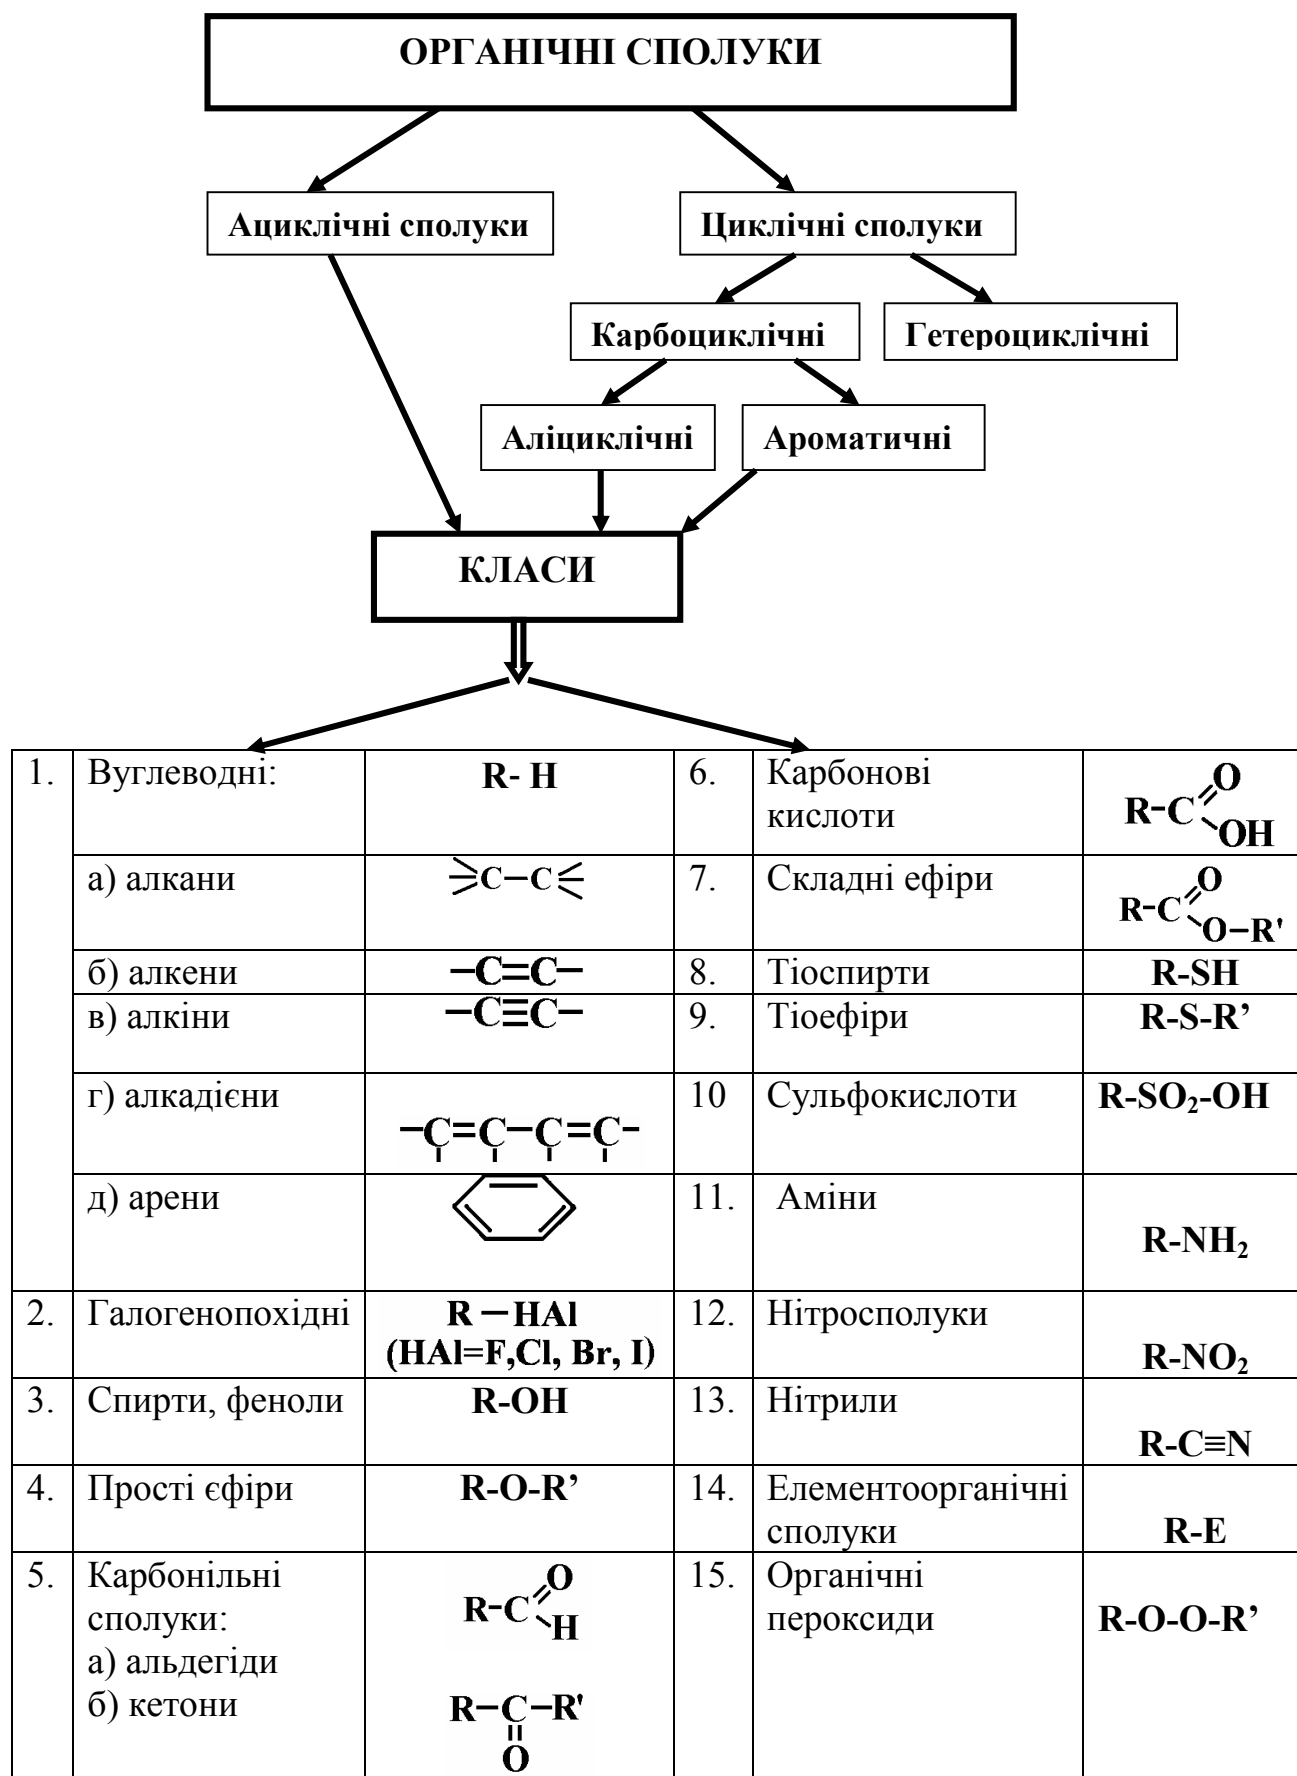 ОРГАНІЧНІ СПОЛУКИ
Ациклічні сполуки
Циклічні сполуки
Карбоциклічні
Гетероциклічні
Аліциклічні
Ароматичні
КЛАСИ
1. Вуглеводні: R- H
а) алкани >C–C<
б) алкени –C=C–
в) алкіни –C≡C–
г) алкадієни –C=C–C=C–
д) арени
2. Галогенопохідні R – HAl
(HAl=F,Cl, Br, I)
3. Спирти, феноли R-OH
4. Прості єфіри R-O-R’
5. Карбонільні
сполуки:
а) альдегіди R-C=O H
б) кетони R–C–R'
O
6. Карбонові
кислоти R-C=O OH
7. Складні ефіри R-C=O O–R'
8. Тіоспирти R-SH
9. Тіоефіри R-S-R’
10 Сульфокислоти R-SO₂-OH
11. Аміни R-NH₂
12. Нітросполуки R-NO₂
13. Нітрили R-C≡N
14. Елементоорганічні
сполуки R-E
15. Органічні
пероксиди R-O-O-R’